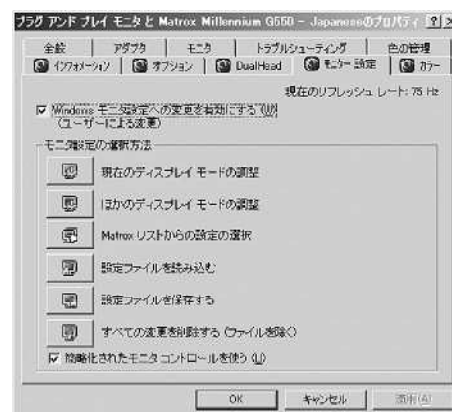 プラグ アンド プレイ モニタと Matrox Millennium G550 - Japaneseのプロパティ ? ×
全般 アダプタ モニタ トラブルシューティング 色の管理
インフォメーション オプション DualHead モニター 設定 カラー
現在のリフレッシュ レート: 75 Hz
Windows モニタ設定への変更を有効にする(W)
(ユーザーによる変更)
モニタ設定の選択方法
現在のディスプレイ モードの調整
ほかのディスプレイ モードの調整
Matrox リストからの設定の選択
設定ファイルを読み込む
設定ファイルを保存する
すべての変更を削除する (ファイルを除く)
簡略化されたモニタ コントロールを使う (U)
OK キャンセル 適用(A)